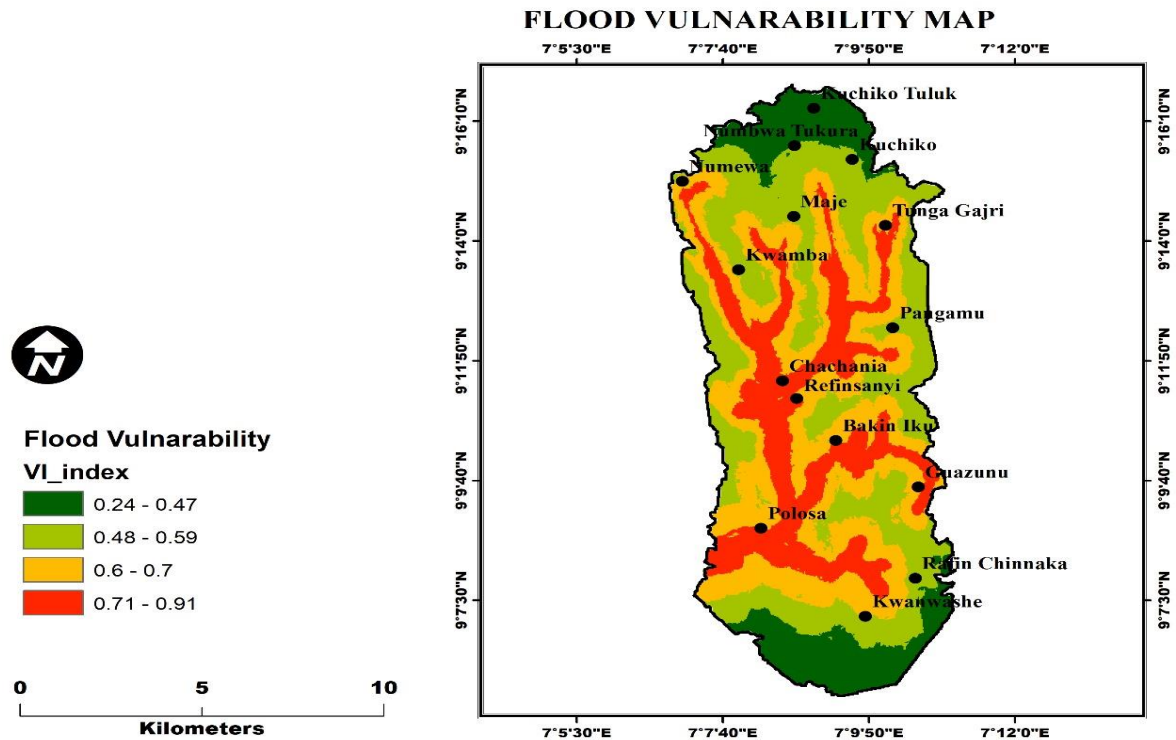 FLOOD VULNARABILITY MAP
7°5'30"E 7°7'40"E 7°9'50"E 7°12'0"E
9°16'10"N 9°16'10"N
9°14'0"N 9°14'0"N
9°11'50"N 9°11'50"N
9°9'40"N 9°9'40"N
9°7'30"N 9°7'30"N
Kuchiko Tuluk
Numbwa Tukura
Kuchiko
Numewa
Maje
Tunga Gajri
Kwamba
Pangamu
Chachania
Refinsanyi
Bakin Iku
Guazunu
Polosa
Rafin Chinnaka
Kwanwashe
N
Flood Vulnarability
VI_index
0.24 - 0.47
0.48 - 0.59
0.6 - 0.7
0.71 - 0.91
0 5 10
Kilometers
7°5'30"E 7°7'40"E 7°9'50"E 7°12'0"E